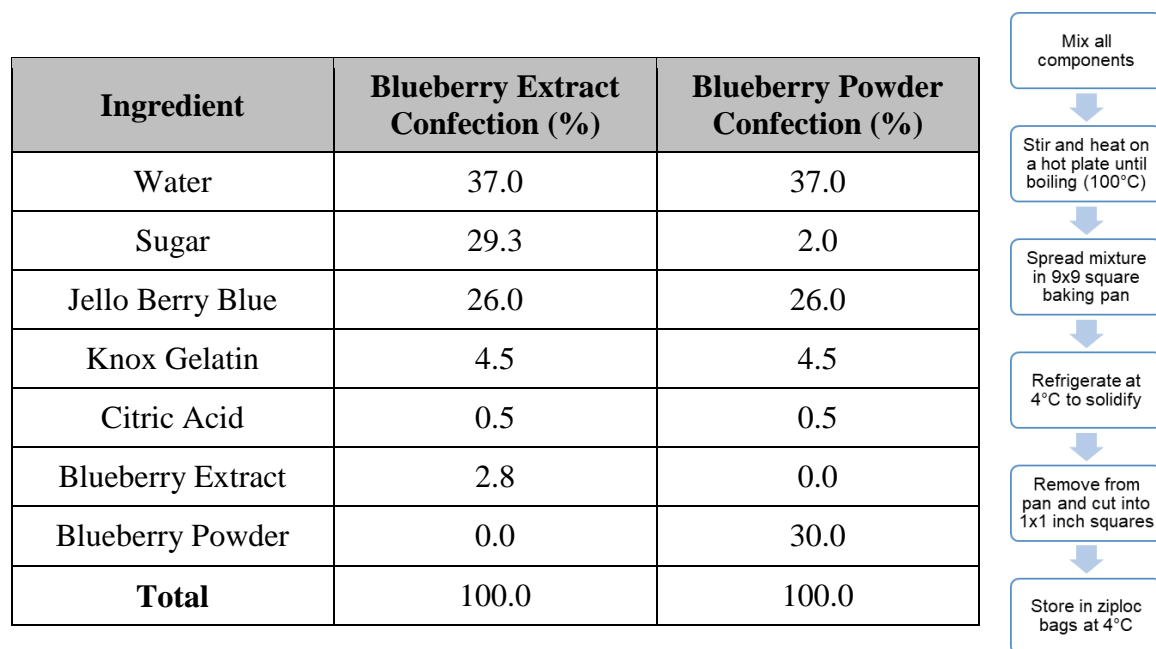 Ingredient
Blueberry Extract
Confection (%)
Blueberry Powder
Confection (%)
Water 37.0 37.0
Sugar 29.3 2.0
Jello Berry Blue 26.0 26.0
Knox Gelatin 4.5 4.5
Citric Acid 0.5 0.5
Blueberry Extract 2.8 0.0
Blueberry Powder 0.0 30.0
Total 100.0 100.0
Mix all
components
Stir and heat on
a hot plate until
boiling (100°C)
Spread mixture
in 9x9 square
baking pan
Refrigerate at
4°C to solidify
Remove from
pan and cut into
1x1 inch squares
Store in ziploc
bags at 4°C